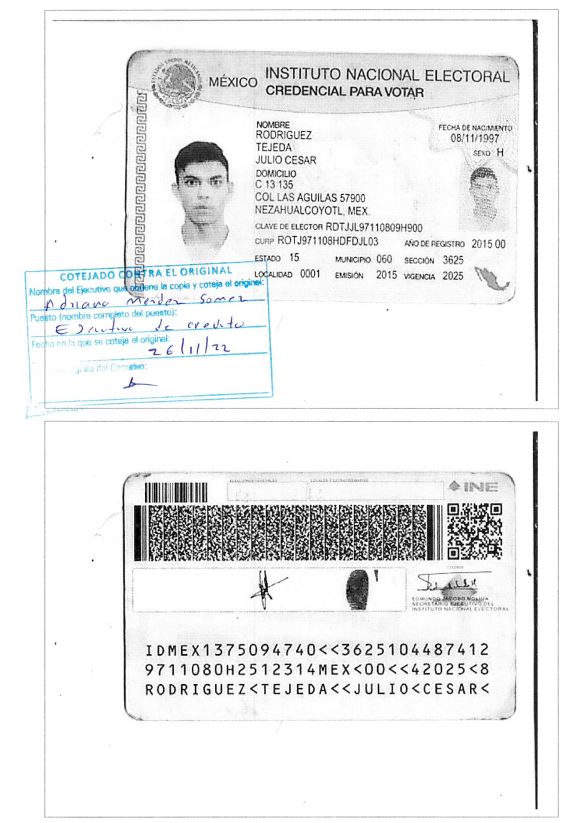 MÉXICO INSTITUTO NACIONAL ELECTORAL
CREDENCIAL PARA VOTAR
NOMBRE
RODRIGUEZ
TEJEDA
JULIO CESAR
FECHA DE NACIMIENTO
08/11/1997
SEXO H
DOMICILIO
C 13 135
COL LAS AGUILAS 57900
NEZAHUALCOYOTL, MEX.
CLAVE DE ELECTOR RDTJJL97110809H900
CURP ROTJ971108HDFDJL03 AÑO DE REGISTRO 2015 00
ESTADO 15 MUNICIPIO 060 SECCIÓN 3625
LOCALIDAD 0001 EMISIÓN 2015 VIGENCIA 2025
COTEJADO CONTRA EL ORIGINAL
Nombre del Ejecutivo que obtiene la copia y coteja el original:
Adriana Mendez
Puesto (nombre completo del puesto):
Ejecutivo de credito
Fecha en la que se coteja el original:
26/11/22
del Ejecutivo:
ELECCIONES FEDERALES LOCALES Y EXTRAORDINARIAS
INE
EDMUNDO JACOBO MOLINA
SECRETARIO EJECUTIVO DEL
INSTITUTO NACIONAL ELECTORAL
IDMEX1375094740<<3625104487412
9711080H2512314MEX<00<<42025<8
RODRIGUEZ<TEJEDA<<JULIO<CESAR<